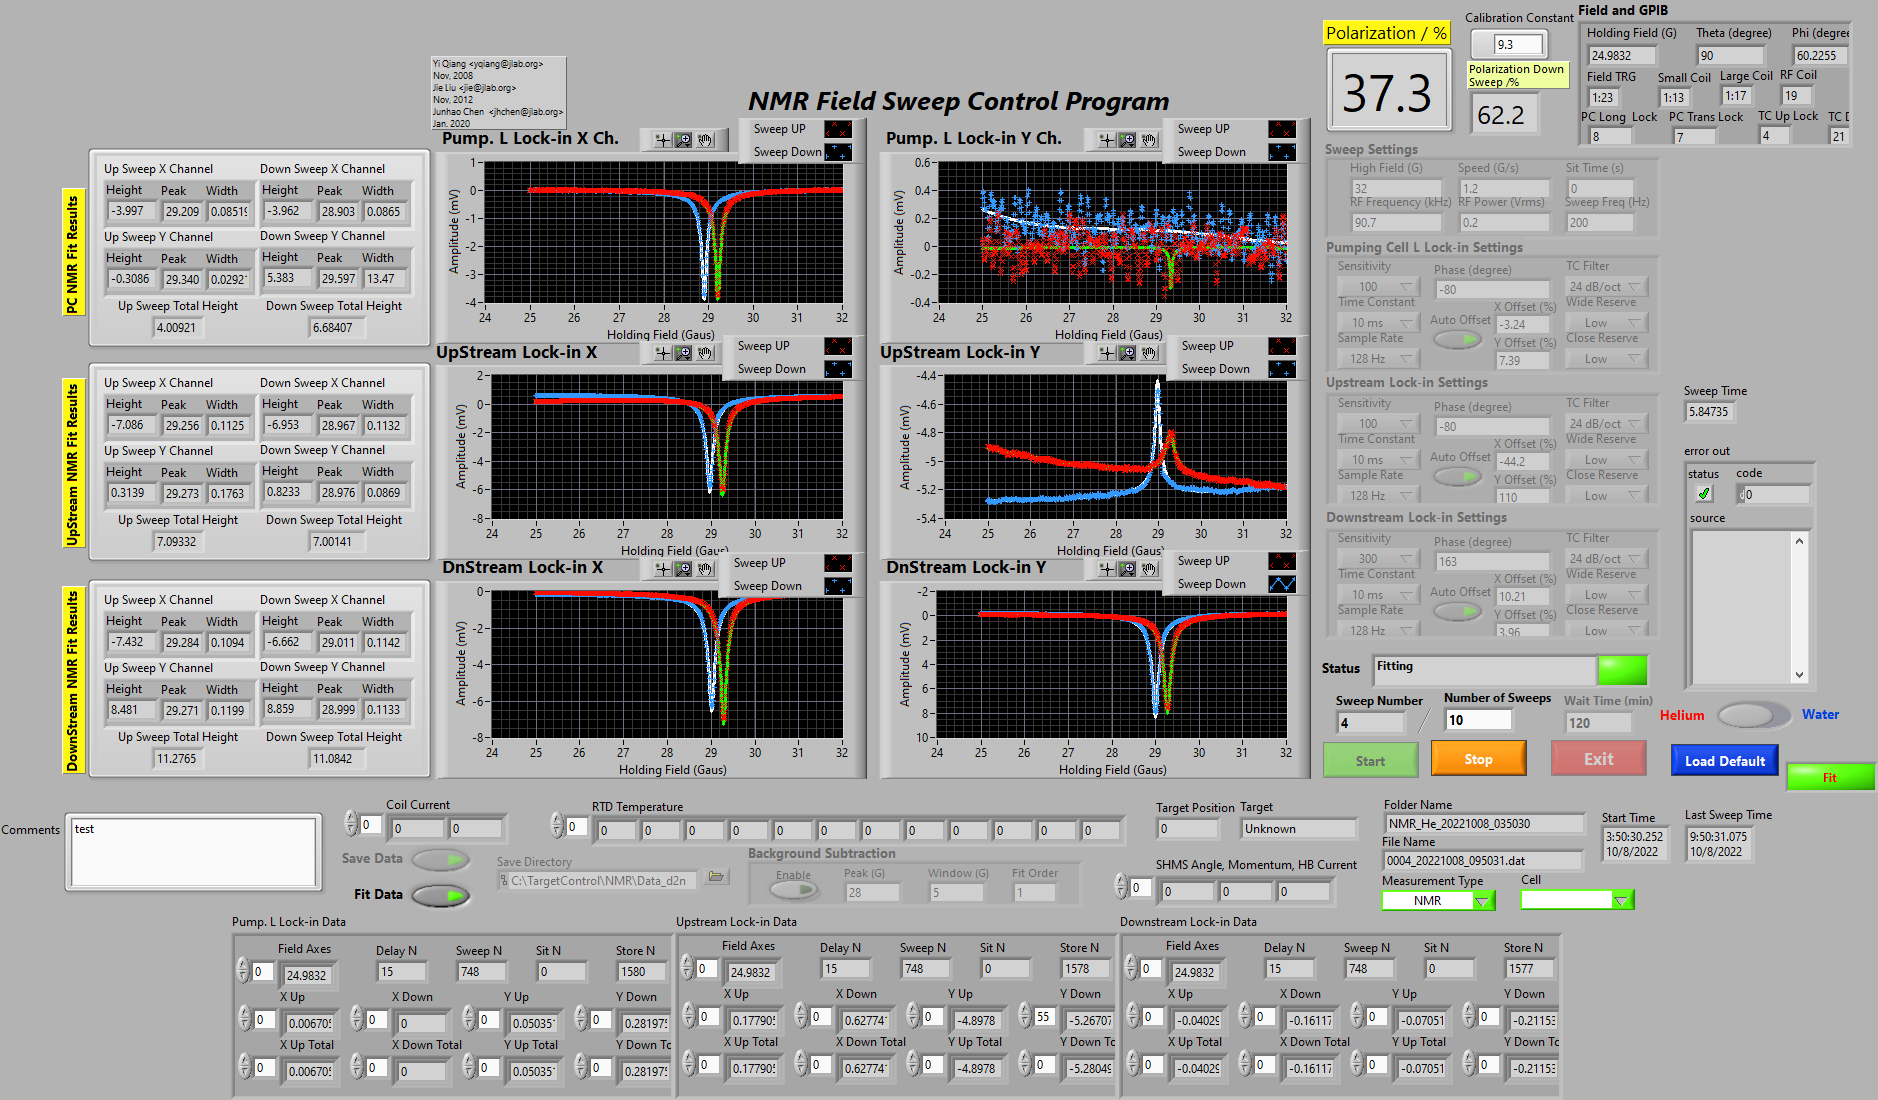 Yi Qiang <yqiang@jlab.org>
Nov, 2008
Jie Liu <jie@jlab.org>
Nov, 2012
Junhao Chen <jhchen@jlab.org>
Jan. 2020
NMR Field Sweep Control Program
Polarization / %
37.3
Calibration Constant
9.3
Polarization Down
Sweep /%
62.2
Field and GPIB
Holding Field (G) Theta (degree) Phi (degree
24.9832 90 60.2255
Field TRG Small Coil Large Coil RF Coil
1:23 1:13 1:17 19
PC Long Lock PC Trans Lock TC Up Lock TC D
8 7 4 21
PC NMR Fit Results
Up Sweep X Channel Down Sweep X Channel
Height Peak Width Height Peak Width
-3.997 29.209 0.08519 -3.962 28.903 0.0865
Up Sweep Y Channel Down Sweep Y Channel
Height Peak Width Height Peak Width
-0.3086 29.340 0.0292 5.383 29.597 13.47
Up Sweep Total Height Down Sweep Total Height
4.00921 6.68407
Pump. L Lock-in X Ch.
Sweep UP
Sweep Down
Amplitude (mV)
1
0
-1
-2
-3
-4
24 25 26 27 28 29 30 31 32
Holding Field (Gaus)
Pump. L Lock-in Y Ch.
Sweep UP
Sweep Down
Amplitude (mV)
0.6
0.4
0.2
0
-0.2
-0.4
24 25 26 27 28 29 30 31 32
Holding Field (Gaus)
UpStream NMR Fit Results
Up Sweep X Channel Down Sweep X Channel
Height Peak Width Height Peak Width
-7.086 29.256 0.1125 -6.953 28.967 0.1132
Up Sweep Y Channel Down Sweep Y Channel
Height Peak Width Height Peak Width
0.3139 29.273 0.1763 0.8233 28.976 0.0869
Up Sweep Total Height Down Sweep Total Height
7.09332 7.00141
UpStream Lock-in X
Sweep UP
Sweep Down
Amplitude (mV)
2
0
-2
-4
-6
-8
24 25 26 27 28 29 30 31 32
Holding Field (Gaus)
UpStream Lock-in Y
Sweep UP
Sweep Down
Amplitude (mV)
-4.4
-4.6
-4.8
-5
-5.2
-5.4
24 25 26 27 28 29 30 31 32
Holding Field (Gaus)
DownStream NMR Fit Results
Up Sweep X Channel Down Sweep X Channel
Height Peak Width Height Peak Width
-7.432 29.284 0.1094 -6.662 29.011 0.1142
Up Sweep Y Channel Down Sweep Y Channel
Height Peak Width Height Peak Width
8.481 29.271 0.1199 8.859 28.999 0.1133
Up Sweep Total Height Down Sweep Total Height
11.2765 11.0842
DnStream Lock-in X
Sweep UP
Sweep Down
Amplitude (mV)
0
-2
-4
-6
-8
24 25 26 27 28 29 30 31 32
Holding Field (Gaus)
DnStream Lock-in Y
Sweep UP
Sweep Down
Amplitude (mV)
-2
0
2
4
6
8
10
24 25 26 27 28 29 30 31 32
Holding Field (Gaus)
Sweep Settings
High Field (G) Speed (G/s) Sit Time (s)
32 1.2 0
RF Frequency (kHz) RF Power (Vrms) Sweep Freq (Hz)
90.7 0.2 200
Pumping Cell L Lock-in Settings
Sensitivity Phase (degree) TC Filter
100 -80 24 dB/oct
Time Constant X Offset (%) Wide Reserve
10 ms Auto Offset -3.24 Low
Sample Rate Y Offset (%) Close Reserve
128 Hz 7.39 Low
Upstream Lock-in Settings
Sensitivity Phase (degree) TC Filter
100 -80 24 dB/oct
Time Constant X Offset (%) Wide Reserve
10 ms Auto Offset -44.2 Low
Sample Rate Y Offset (%) Close Reserve
128 Hz 110 Low
Downstream Lock-in Settings
Sensitivity Phase (degree) TC Filter
300 163 24 dB/oct
Time Constant X Offset (%) Wide Reserve
10 ms Auto Offset 10.21 Low
Sample Rate Y Offset (%) Close Reserve
128 Hz 3.96 Low
Sweep Time
5.84735
error out
status code
0
source
Status Fitting
Sweep Number Number of Sweeps Wait Time (min)
4 / 10 120
Helium Water
Start Stop Exit Load Default Fit
Comments
test
Coil Current
0 0 0
Save Data
Fit Data
RTD Temperature
0 0 0 0 0 0 0 0 0 0 0 0 0
Save Directory
C:\TargetControl\NMR\Data_d2n
Background Subtraction
Enable Peak (G) Window (G) Fit Order
28 5 1
Target Position Target
0 Unknown
SHMS Angle, Momentum, HB Current
0 0 0 0
Folder Name
NMR_He_20221008_035030
File Name
0004_20221008_095031.dat
Measurement Type Cell
NMR
Start Time
3:50:30.252
10/8/2022
Last Sweep Time
9:50:31.075
10/8/2022
Pump. L Lock-in Data
Field Axes Delay N Sweep N Sit N Store N
0 24.9832 15 748 0 1580
X Up X Down Y Up Y Down
0 0.00670 0 0 0 0.05035 0 0.28197
X Up Total X Down Total Y Up Total Y Down To
0 0.00670 0 0 0 0.05035 0 0.28197
Upstream Lock-in Data
Field Axes Delay N Sweep N Sit N Store N
0 24.9832 15 748 0 1578
X Up X Down Y Up Y Down
0 0.17790 0 0.62774 0 -4.8978 55 -5.26707
X Up Total X Down Total Y Up Total Y Down To
0 0.17790 0 0.62774 0 -4.8978 0 -5.28049
Downstream Lock-in Data
Field Axes Delay N Sweep N Sit N Store N
0 24.9832 15 748 0 1577
X Up X Down Y Up Y Down
0 -0.04029 0 -0.16117 0 -0.07051 0 -0.21153
X Up Total X Down Total Y Up Total Y Down To
0 -0.04029 0 -0.16117 0 -0.07051 0 -0.21153